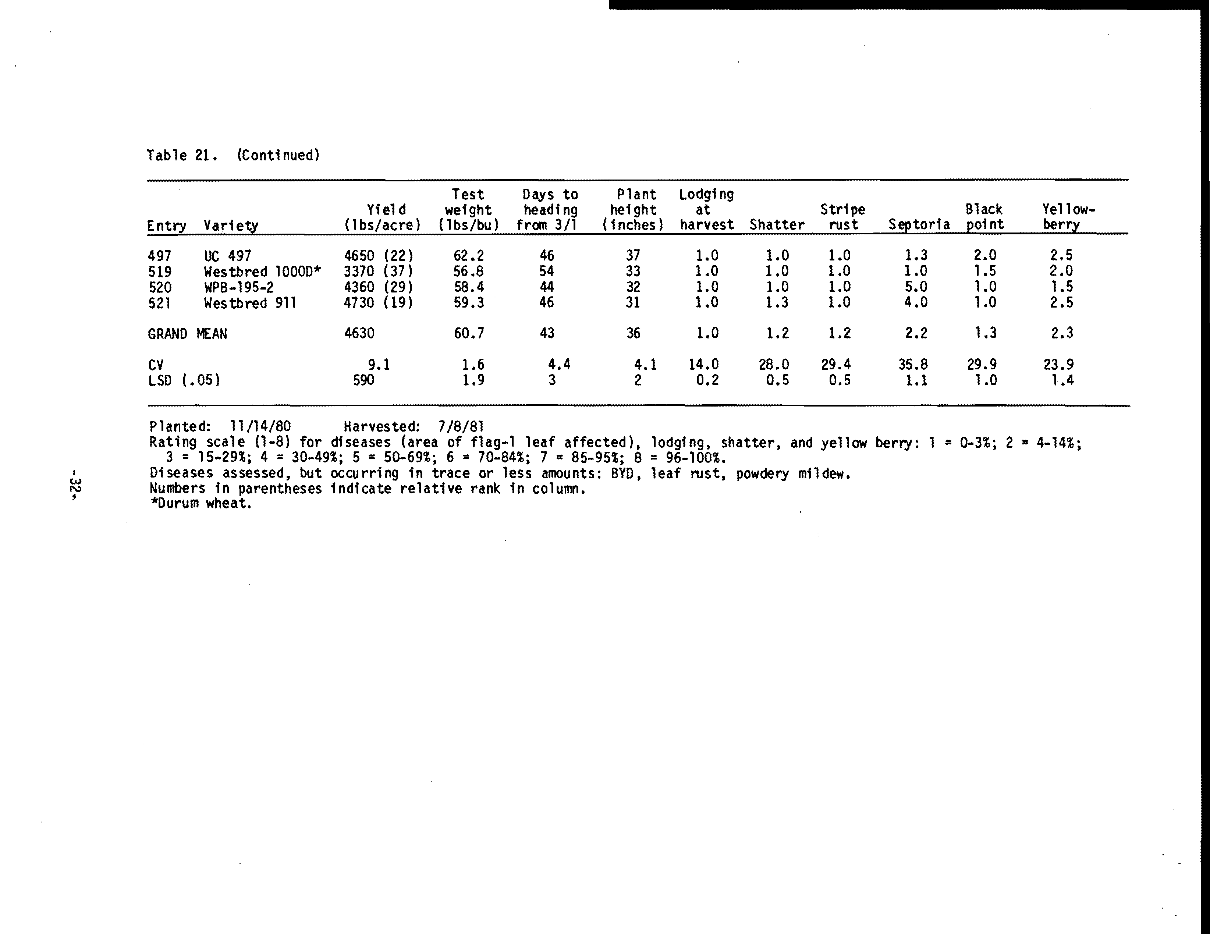 Table 21. (Continued)
Test Days to Plant Lodging
Yield weight heading height at Stripe Black Yellow-
Entry Variety (lbs/acre) (lbs/bu) from 3/1 (inches) harvest Shatter rust Septoria point berry
497 UC 497 4650 (22) 62.2 46 37 1.0 1.0 1.0 1.3 2.0 2.5
519 Westbred 1000D* 3370 (37) 56.8 54 33 1.0 1.0 1.0 1.0 1.5 2.0
520 WPB-195-2 4360 (29) 58.4 44 32 1.0 1.0 1.0 5.0 1.0 1.5
521 Westbred 911 4730 (19) 59.3 46 31 1.0 1.3 1.0 4.0 1.0 2.5
GRAND MEAN 4630 60.7 43 36 1.0 1.2 1.2 2.2 1.3 2.3
CV 9.1 1.6 4.4 4.1 14.0 28.0 29.4 35.8 29.9 23.9
LSD (.05) 590 1.9 3 2 0.2 0.5 0.5 1.1 1.0 1.4
Planted: 11/14/80 Harvested: 7/8/81
Rating scale (1-8) for diseases (area of flag-1 leaf affected), lodging, shatter, and yellow berry: 1 = 0-3%; 2 = 4-14%;
3 = 15-29%; 4 = 30-49%; 5 = 50-69%; 6 = 70-84%; 7 = 85-95%; 8 = 96-100%.
Diseases assessed, but occurring in trace or less amounts: BYD, leaf rust, powdery mildew.
Numbers in parentheses indicate relative rank in column.
*Durum wheat.
-32-